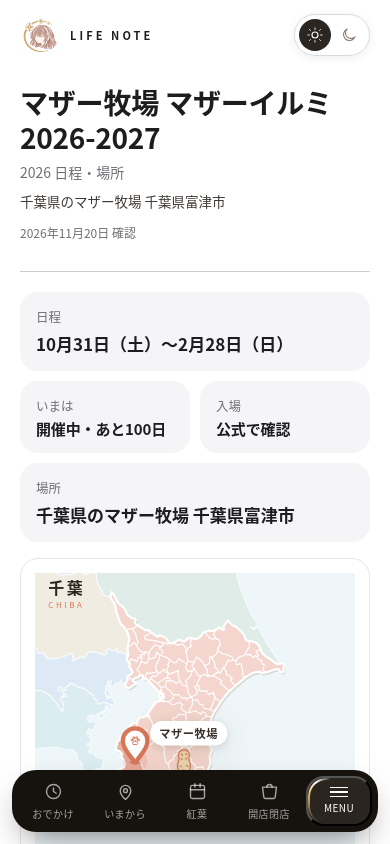 LIFE NOTE
マザー牧場 マザーイルミ
2026-2027
2026 日程・場所
千葉県のマザー牧場 千葉県富津市
2026年11月20日 確認
日程
10月31日（土）〜2月28日（日）
いまは
開催中・あと100日
入場
公式で確認
場所
千葉県のマザー牧場 千葉県富津市
千葉
CHIBA
マザー牧場
おでかけ
いまから
紅葉
開店閉店
MENU